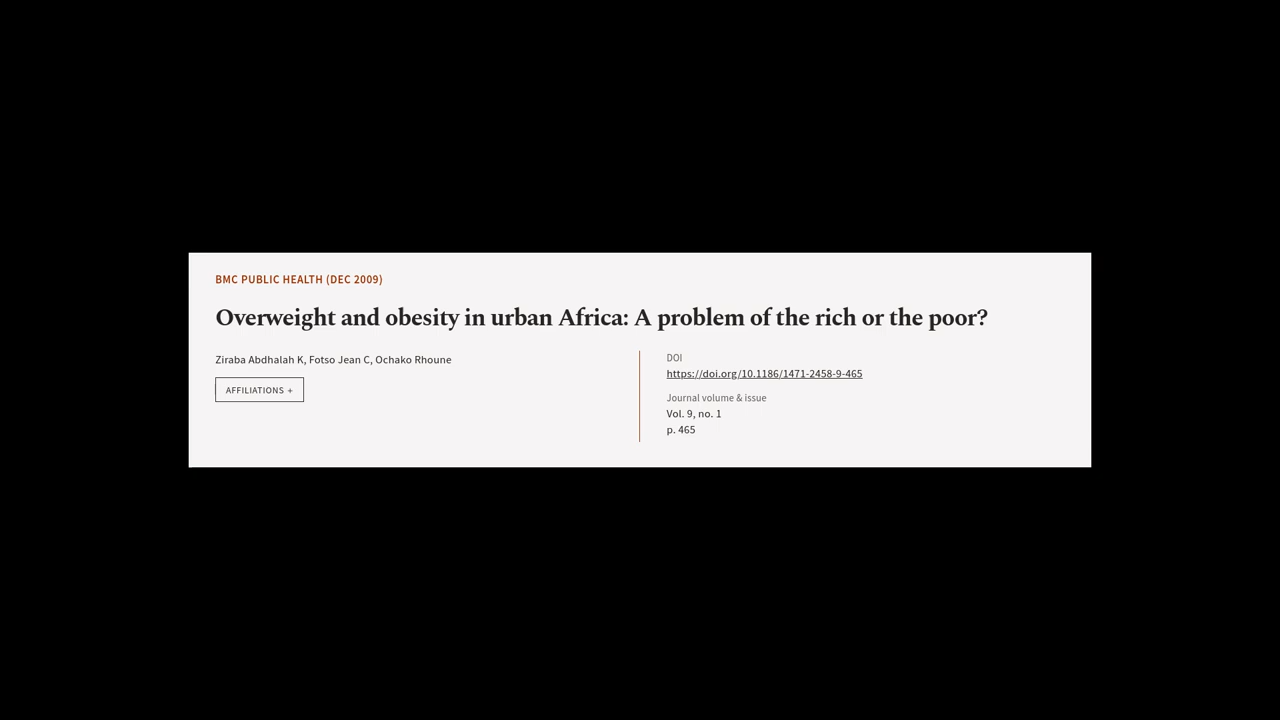 BMC PUBLIC HEALTH (DEC 2009)
Overweight and obesity in urban Africa: A problem of the rich or the poor?
Ziraba Abdhalah K, Fotso Jean C, Ochako Rhoune
AFFILIATIONS +
DOI
https://doi.org/10.1186/1471-2458-9-465
Journal volume & issue
Vol. 9, no. 1
p. 465